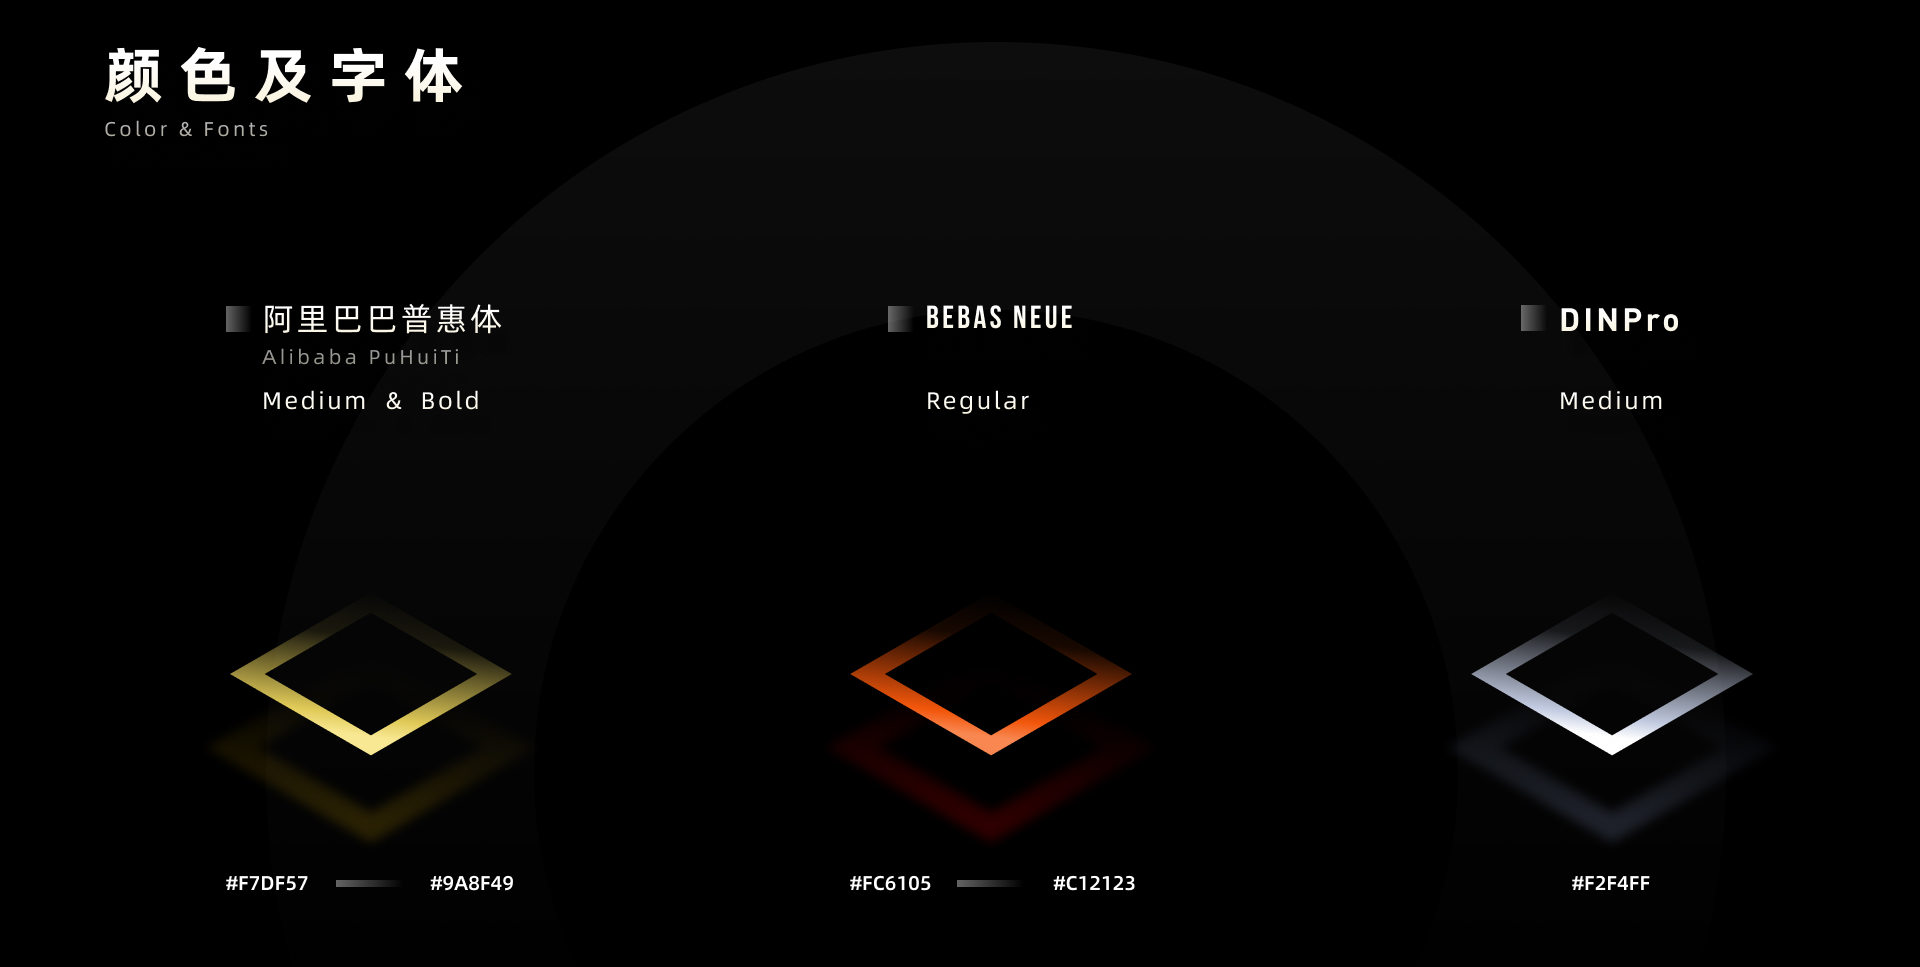 颜色及字体
Color & Fonts
阿里巴巴普惠体
Alibaba PuHuiTi
Medium & Bold
BEBAS NEUE
Regular
DINPro
Medium
#F7DF57 #9A8F49
#FC6105 #C12123
#F2F4FF